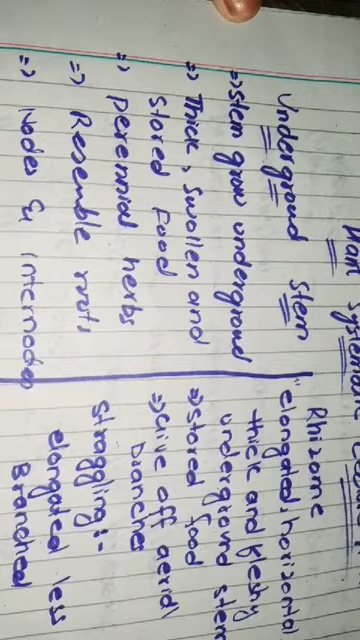 Plant systematic
Underground stem
=> Stem grow underground
=> Thick, swollen and
stored food
=> perennial herbs
=> Resemble roots
=> Nodes & internodes
Rhizome
"elongated, horizontal
thick and fleshy
underground stem
=> stored food
=> Give off aerial
branches
Straggling:-
elongated less
Branched